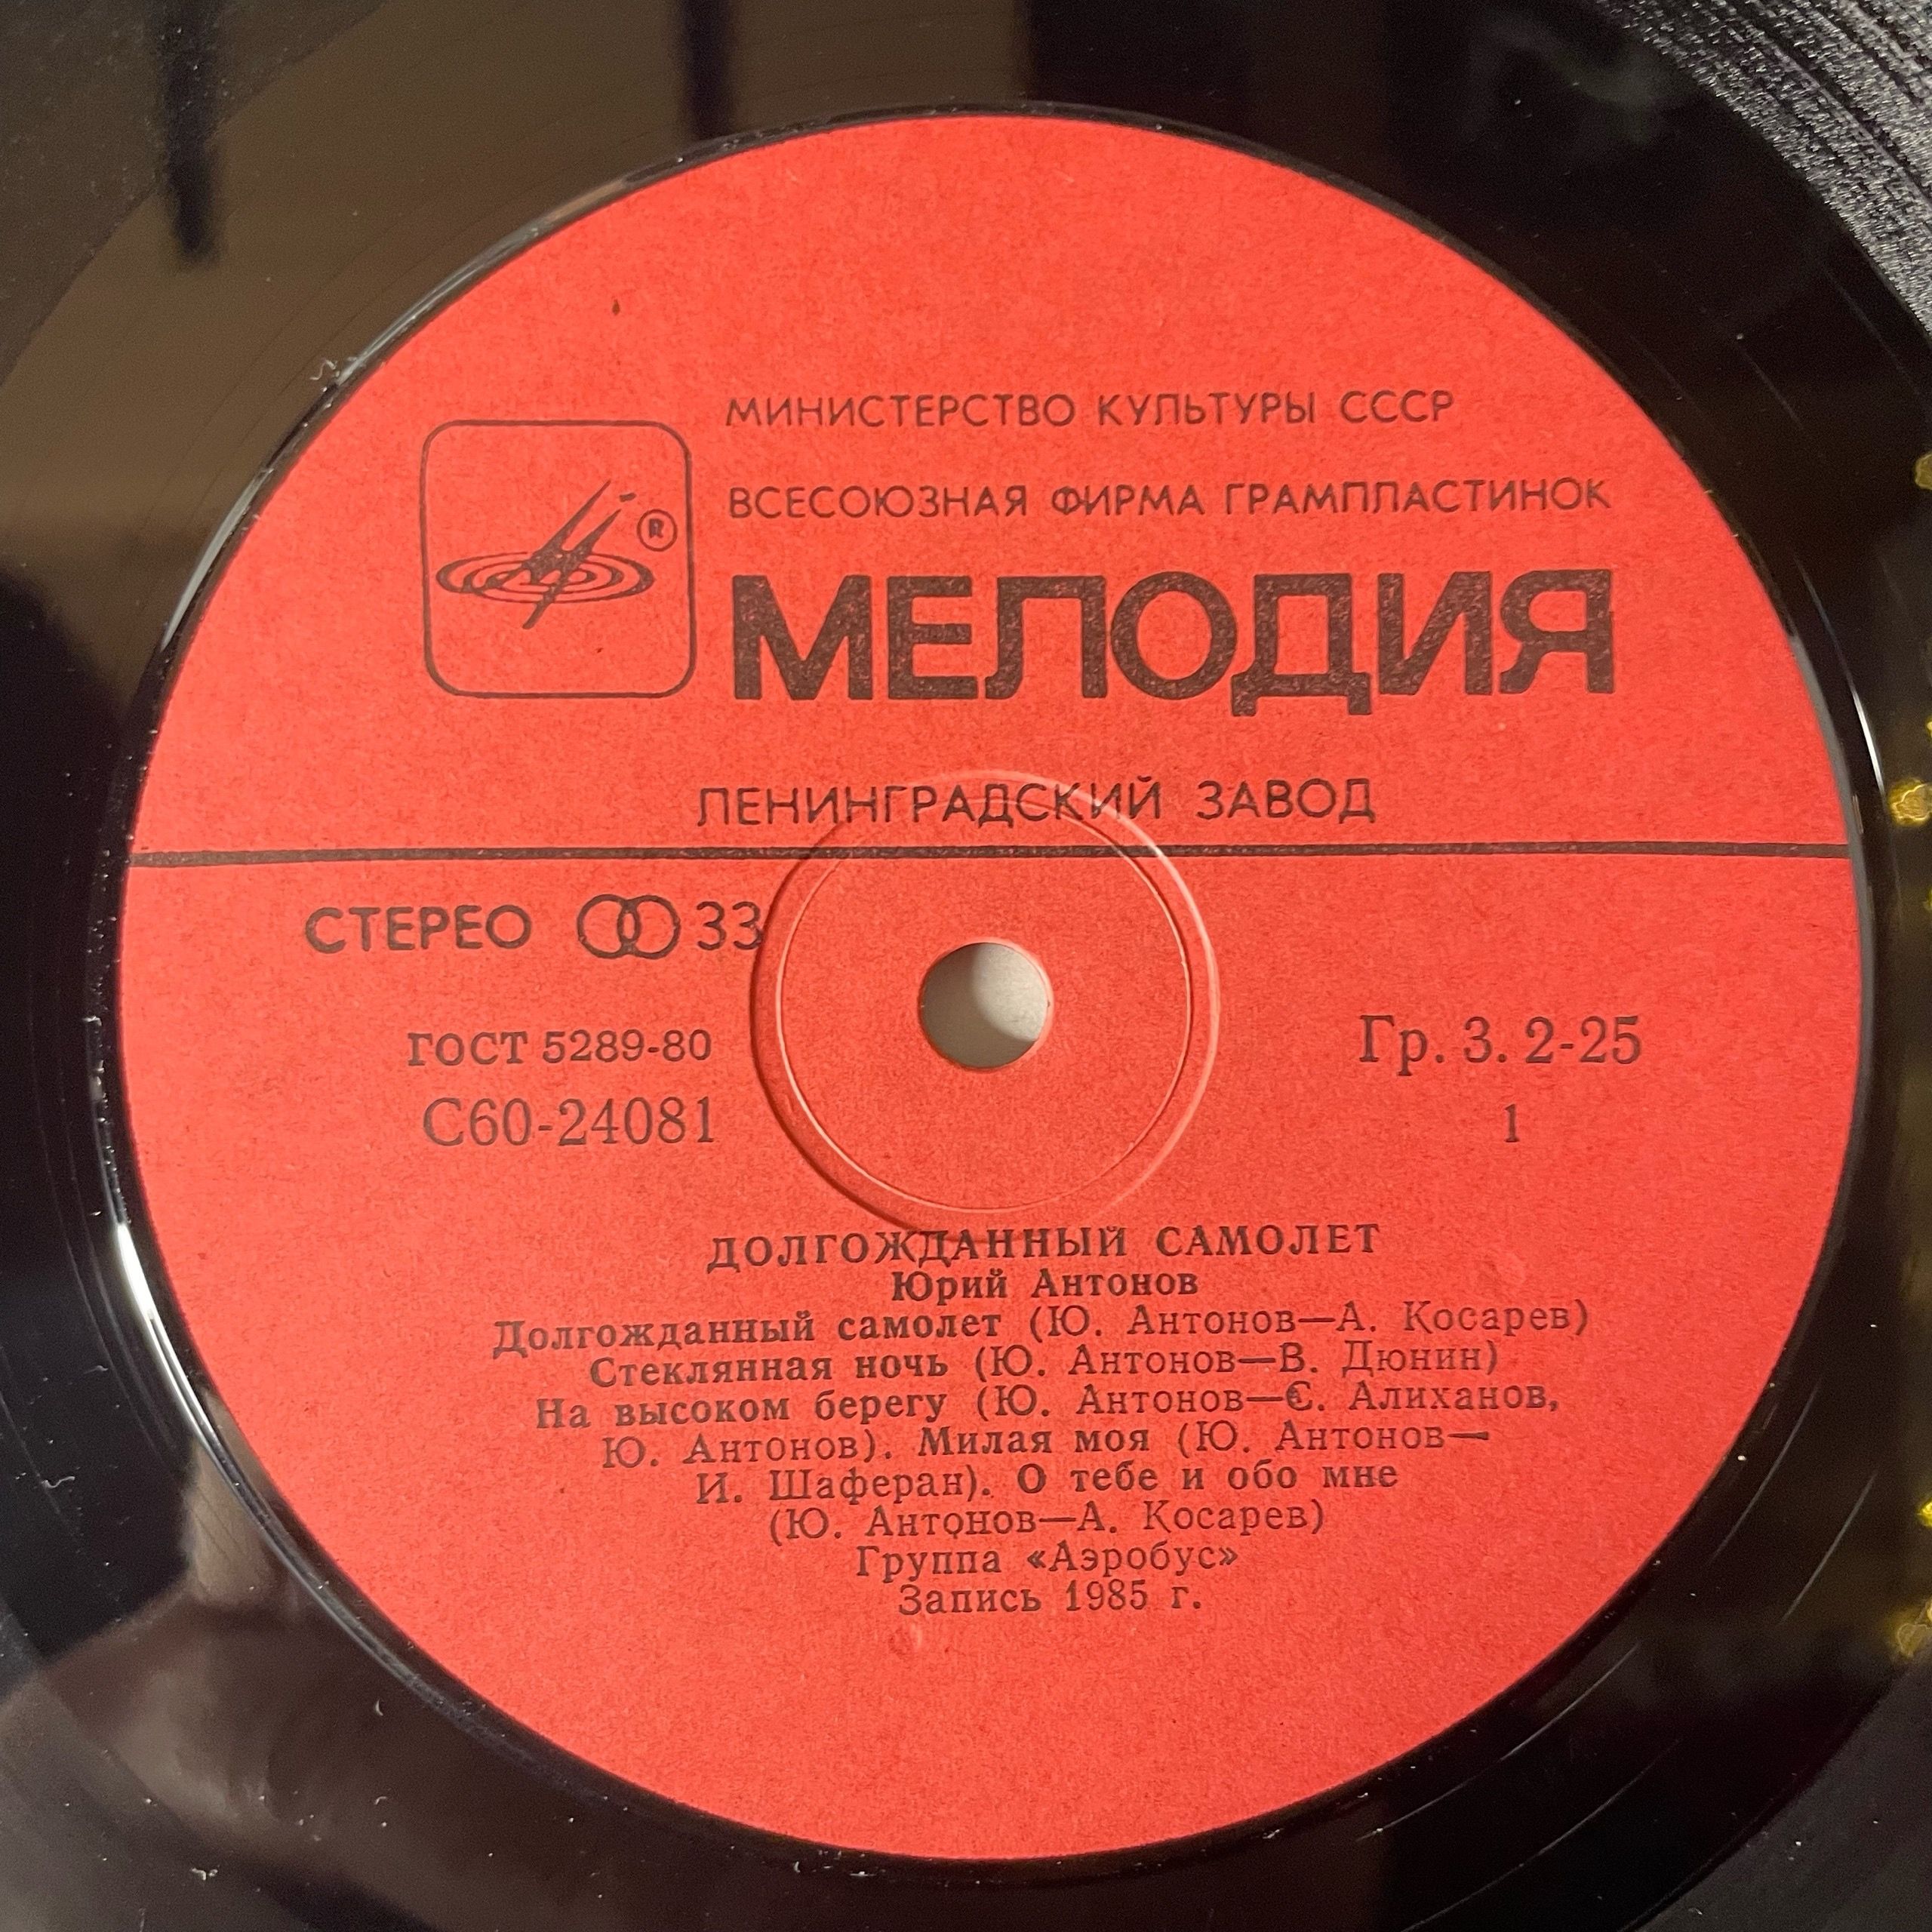 МИНИСТЕРСТВО КУЛЬТУРЫ СССР
ВСЕСОЮЗНАЯ ФИРМА ГРАМПЛАСТИНОК
®
МЕЛОДИЯ
ЛЕНИНГРАДСКИЙ ЗАВОД
СТЕРЕО 33
ГОСТ 5289-80
Гр. 3. 2-25
С60-24081
1
ДОЛГОЖДАННЫЙ САМОЛЕТ
Юрий Антонов
Долгожданный самолет (Ю. Антонов—А. Косарев)
Стеклянная ночь (Ю. Антонов—В. Дюнин)
На высоком берегу (Ю. Антонов—С. Алиханов,
Ю. Антонов). Милая моя (Ю. Антонов—
И. Шаферан). О тебе и обо мне
(Ю. Антонов—А. Косарев)
Группа «Аэробус»
Запись 1985 г.